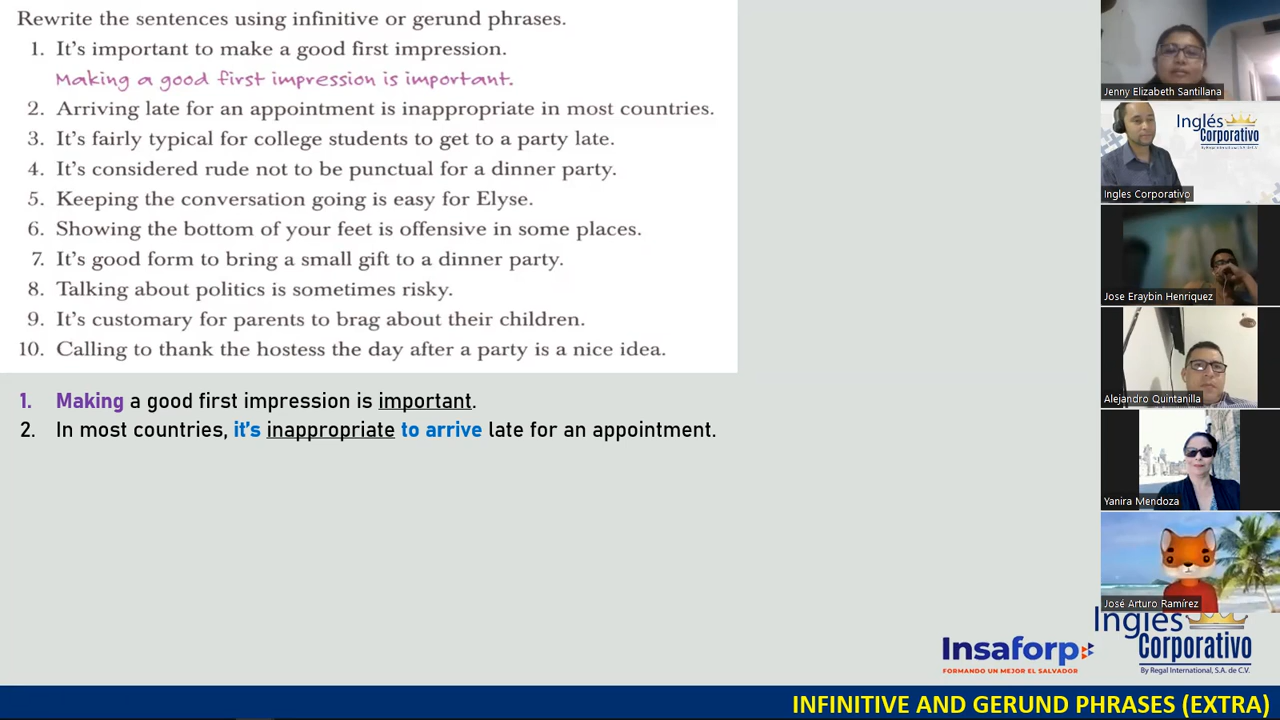 Rewrite the sentences using infinitive or gerund phrases.
1. It's important to make a good first impression.
Making a good first impression is important.
2. Arriving late for an appointment is inappropriate in most countries.
3. It's fairly typical for college students to get to a party late.
4. It's considered rude not to be punctual for a dinner party.
5. Keeping the conversation going is easy for Elyse.
6. Showing the bottom of your feet is offensive in some places.
7. It's good form to bring a small gift to a dinner party.
8. Talking about politics is sometimes risky.
9. It's customary for parents to brag about their children.
10. Calling to thank the hostess the day after a party is a nice idea.
1. Making a good first impression is important.
2. In most countries, it's inappropriate to arrive late for an appointment.
Jenny Elizabeth Santillana
Inglés
Corporativo
By Regal International, S.A. de C.V.
Ingles Corporativo
Jose Eraybin Henriquez
Alejandro Quintanilla
Yanira Mendoza
José Arturo Ramírez
Insaforp
FORMANDO UN MEJOR EL SALVADOR
Inglés
Corporativo
By Regal International, S.A. de C.V.
INFINITIVE AND GERUND PHRASES (EXTRA)